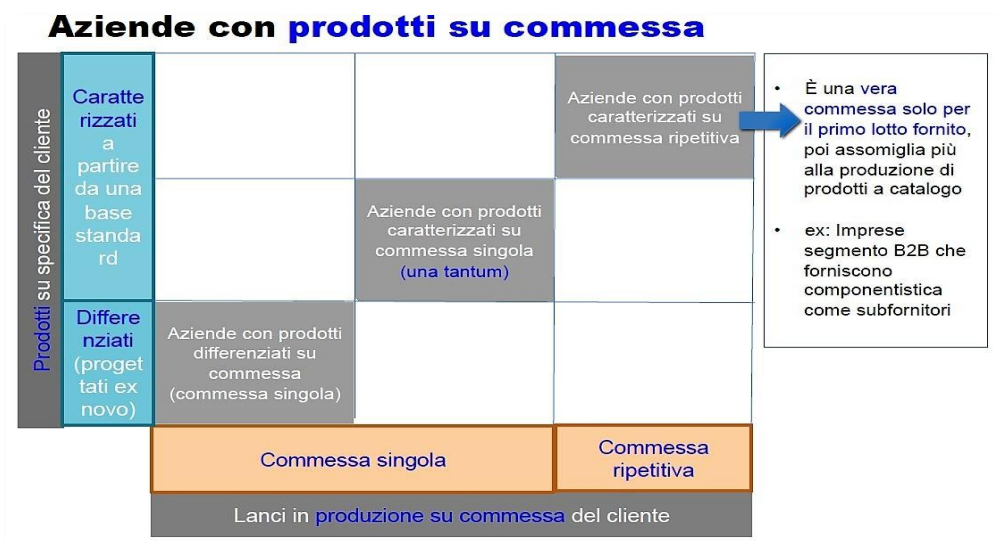 Aziende con prodotti su commessa
Prodotti su specifica del cliente
Caratte
rizzati
a
partire
da una
base
standa
rd
Aziende con prodotti
caratterizzati su
commessa ripetitiva
Aziende con prodotti
caratterizzati su
commessa singola
(una tantum)
Differe
nziati
(proget
tati ex
novo)
Aziende con prodotti
differenziati su
commessa
(commessa singola)
Commessa singola
Commessa
ripetitiva
Lanci in produzione su commessa del cliente
• È una vera
commessa solo per
il primo lotto fornito,
poi assomiglia più
alla produzione di
prodotti a catalogo
• ex: Imprese
segmento B2B che
forniscono
componentistica
come subfornitori